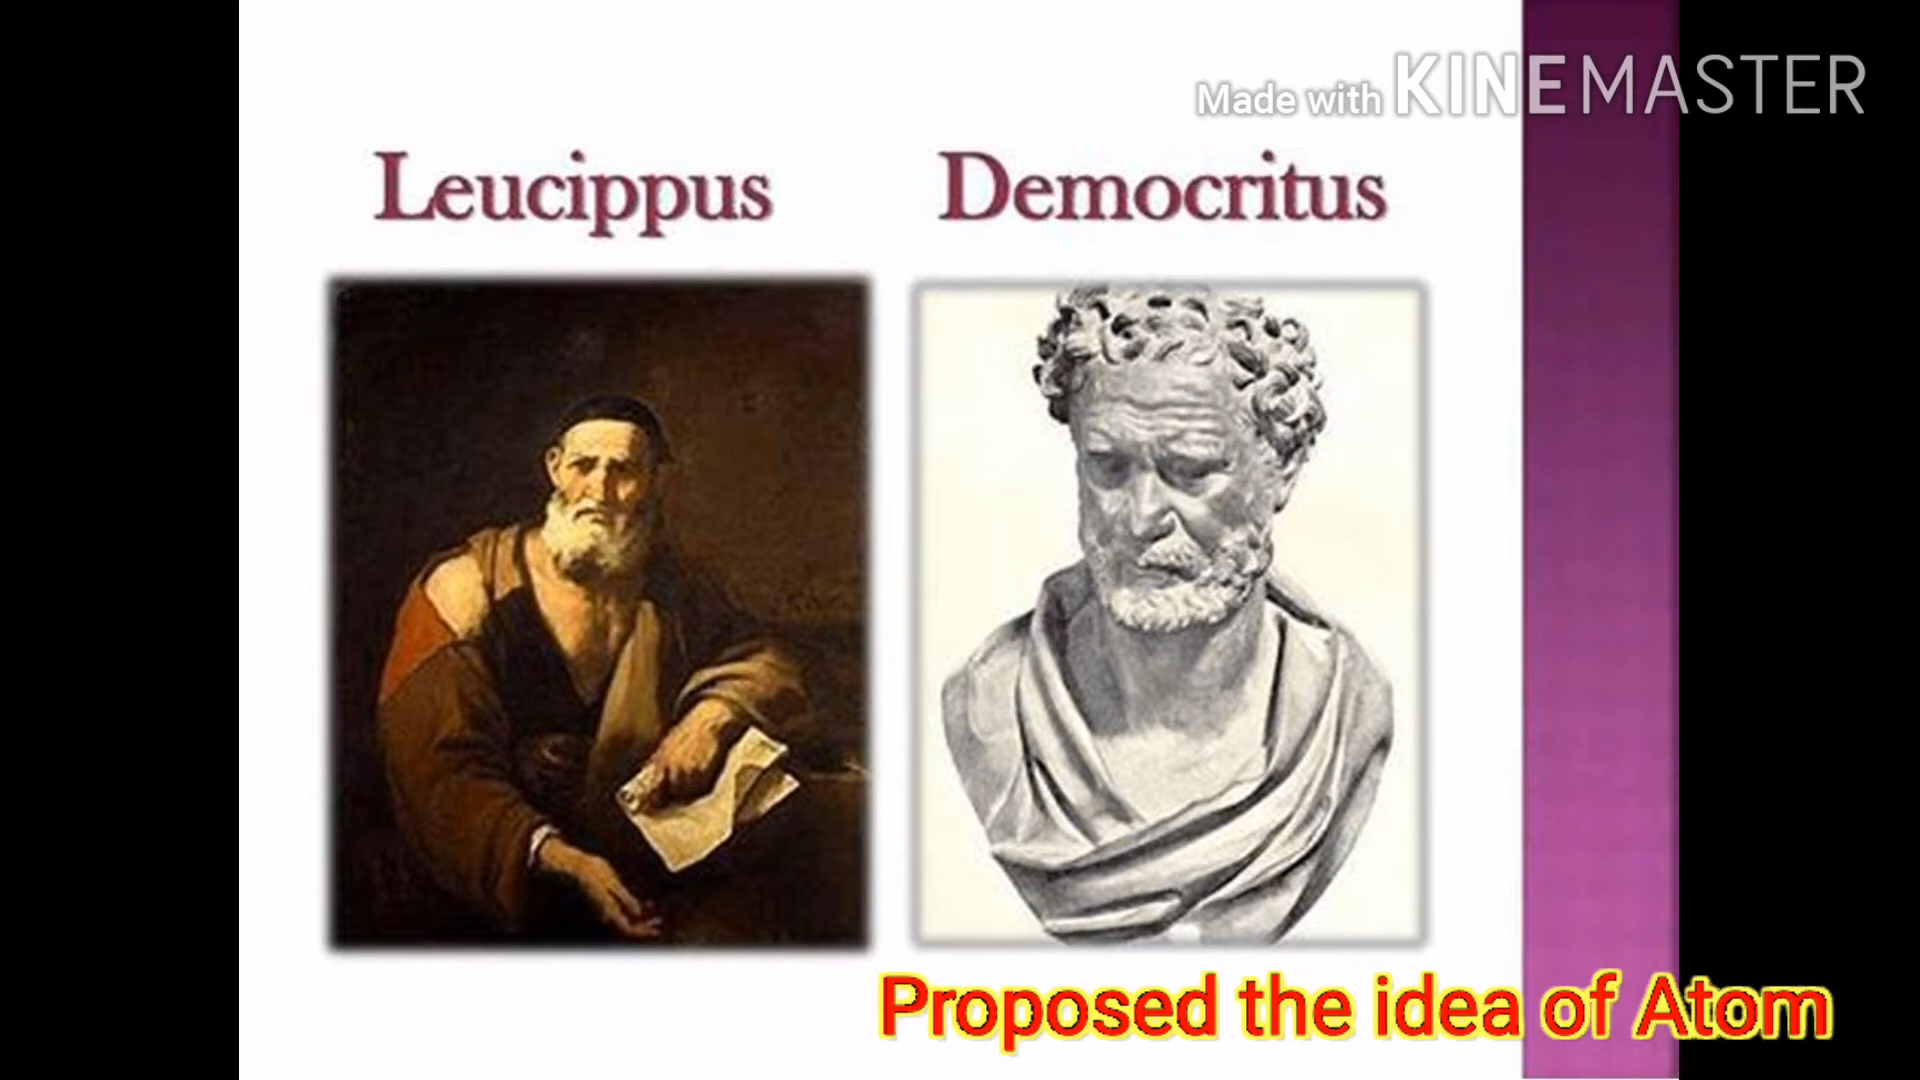 Made with KINEMASTER
Leucippus Democritus
Proposed the idea of Atom